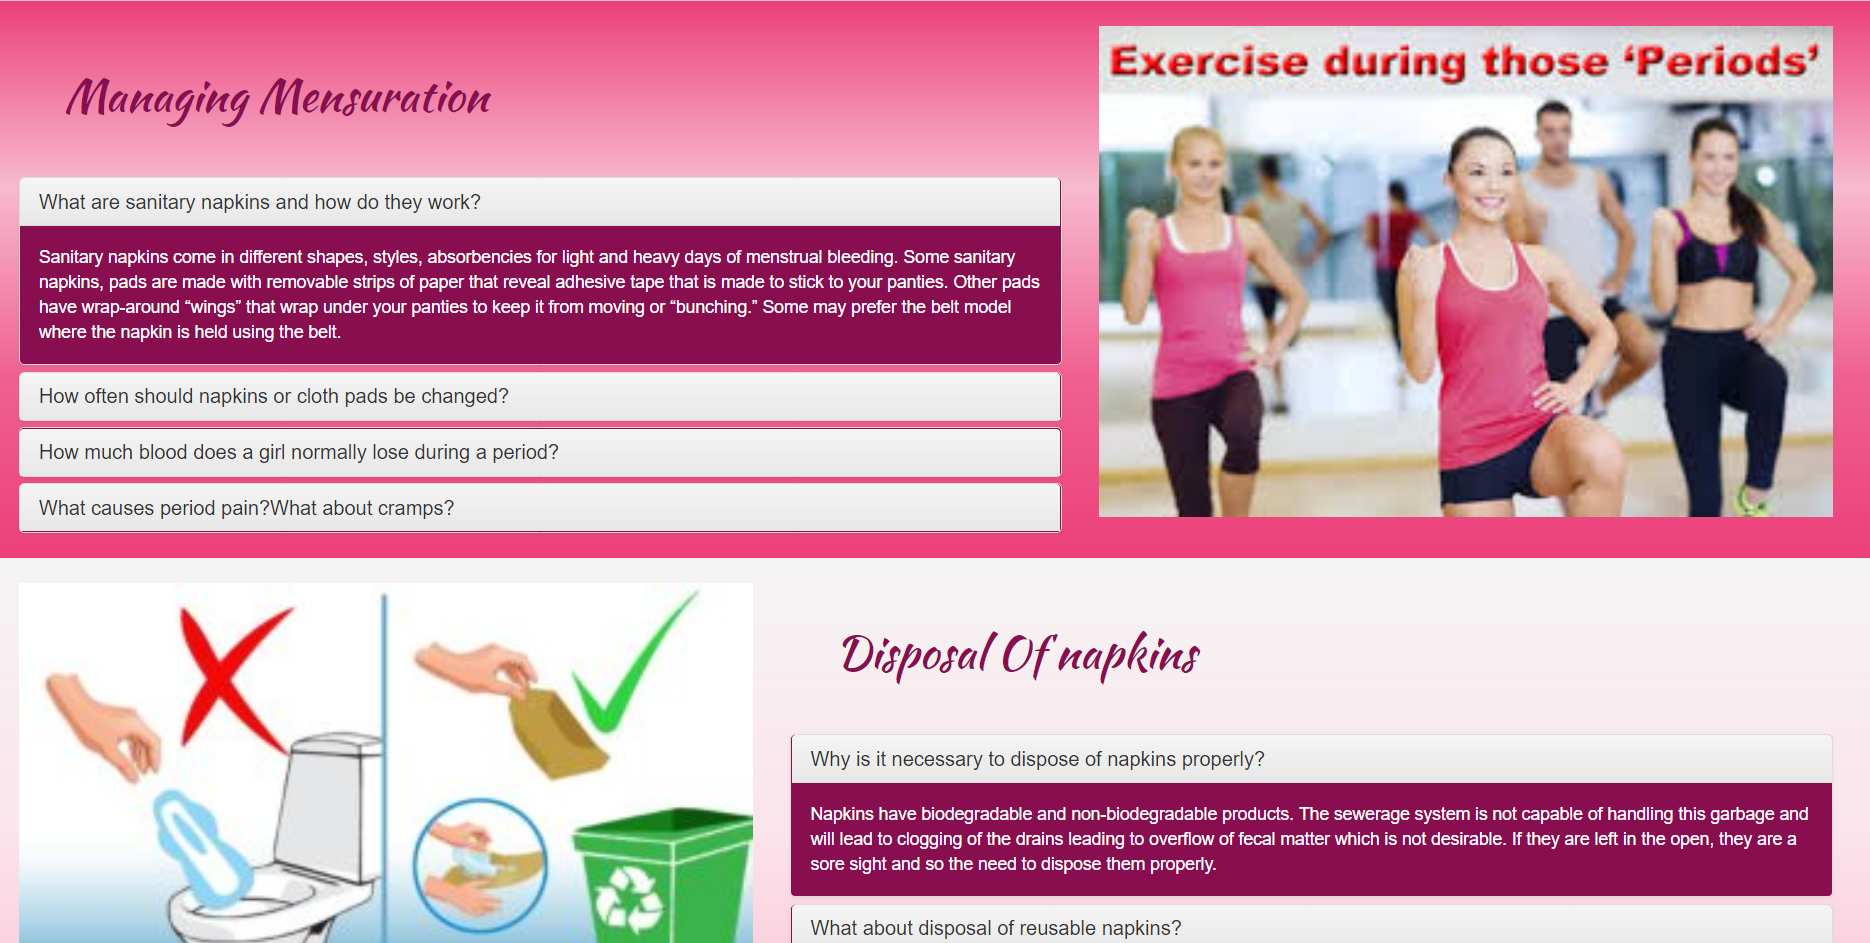 Managing Mensuration
What are sanitary napkins and how do they work?
Sanitary napkins come in different shapes, styles, absorbencies for light and heavy days of menstrual bleeding. Some sanitary
napkins, pads are made with removable strips of paper that reveal adhesive tape that is made to stick to your panties. Other pads
have wrap-around “wings” that wrap under your panties to keep it from moving or “bunching.” Some may prefer the belt model
where the napkin is held using the belt.
How often should napkins or cloth pads be changed?
How much blood does a girl normally lose during a period?
What causes period pain?What about cramps?
Exercise during those ‘Periods’
Disposal Of napkins
Why is it necessary to dispose of napkins properly?
Napkins have biodegradable and non-biodegradable products. The sewerage system is not capable of handling this garbage and
will lead to clogging of the drains leading to overflow of fecal matter which is not desirable. If they are left in the open, they are a
sore sight and so the need to dispose them properly.
What about disposal of reusable napkins?